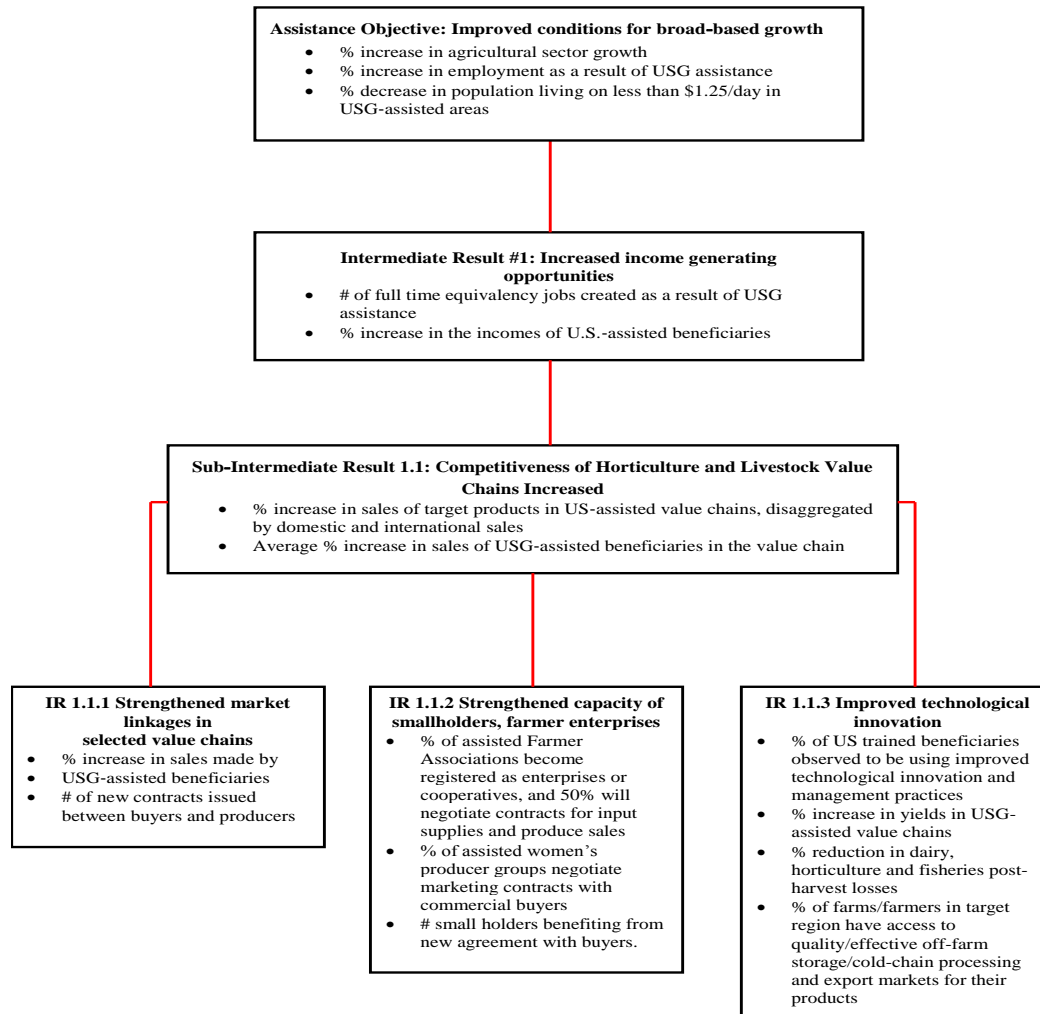 Assistance Objective: Improved conditions for broad-based growth
• % increase in agricultural sector growth
• % increase in employment as a result of USG assistance
• % decrease in population living on less than $1.25/day in
USG-assisted areas
Intermediate Result #1: Increased income generating
opportunities
• # of full time equivalency jobs created as a result of USG
assistance
• % increase in the incomes of U.S.-assisted beneficiaries
Sub-Intermediate Result 1.1: Competitiveness of Horticulture and Livestock Value
Chains Increased
• % increase in sales of target products in US-assisted value chains, disaggregated
by domestic and international sales
• Average % increase in sales of USG-assisted beneficiaries in the value chain
IR 1.1.1 Strengthened market
linkages in
selected value chains
• % increase in sales made by
• USG-assisted beneficiaries
• # of new contracts issued
between buyers and producers
IR 1.1.2 Strengthened capacity of
smallholders, farmer enterprises
• % of assisted Farmer
Associations become
registered as enterprises or
cooperatives, and 50% will
negotiate contracts for input
supplies and produce sales
• % of assisted women's
producer groups negotiate
marketing contracts with
commercial buyers
• # small holders benefiting from
new agreement with buyers.
IR 1.1.3 Improved technological
innovation
• % of US trained beneficiaries
observed to be using improved
technological innovation and
management practices
• % increase in yields in USG-
assisted value chains
• % reduction in dairy,
horticulture and fisheries post-
harvest losses
• % of farms/farmers in target
region have access to
quality/effective off-farm
storage/cold-chain processing
and export markets for their
products